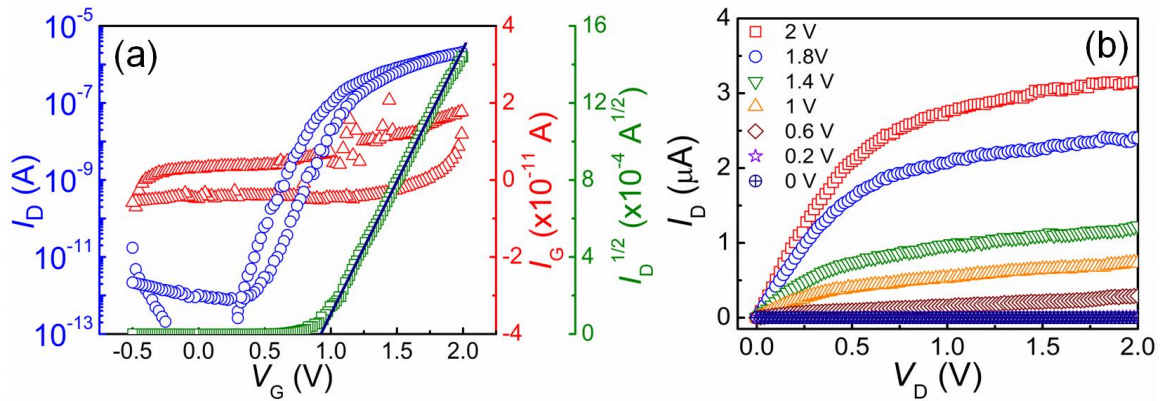 (a)
I_D (A)
10^-5
10^-7
10^-9
10^-11
10^-13
-0.5 0.0 0.5 1.0 1.5 2.0
V_G (V)
4
2
0
-2
-4
I_G (x10^-11 A)
16
12
8
4
0
I_D^1/2 (x10^-4 A^1/2)
(b)
2 V
1.8V
1.4 V
1 V
0.6 V
0.2 V
0 V
I_D (μA)
3
2
1
0
0.0 0.5 1.0 1.5 2.0
V_D (V)